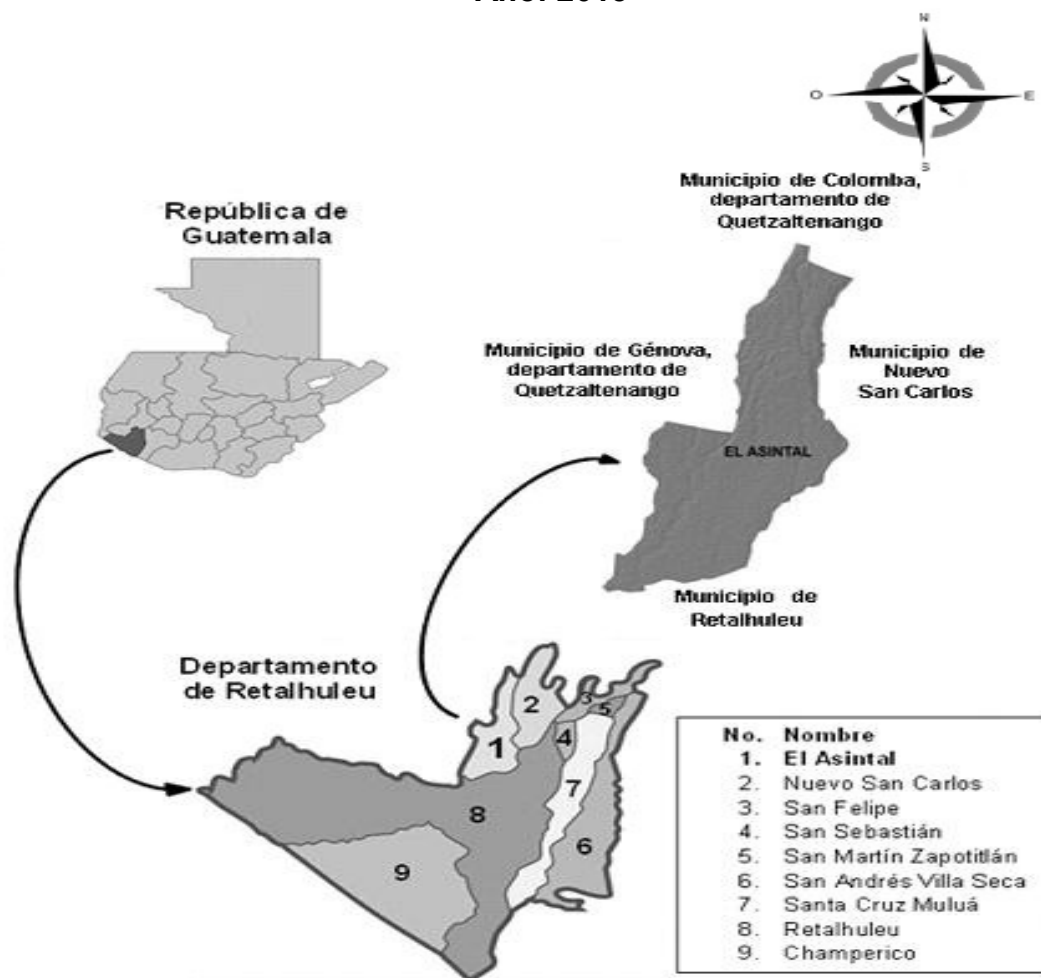 N
O
E
S
Municipio de Colomba,
departamento de
Quetzaltenango
República de
Guatemala
Municipio de Génova,
departamento de
Quetzaltenango
Municipio de
Nuevo
San Carlos
EL ASINTAL
Municipio de
Retalhuleu
Departamento
de Retalhuleu
1
2
3
4
5
6
7
8
9
No. Nombre
1. El Asintal
2. Nuevo San Carlos
3. San Felipe
4. San Sebastián
5. San Martín Zapotitlán
6. San Andrés Villa Seca
7. Santa Cruz Muluá
8. Retalhuleu
9. Champerico